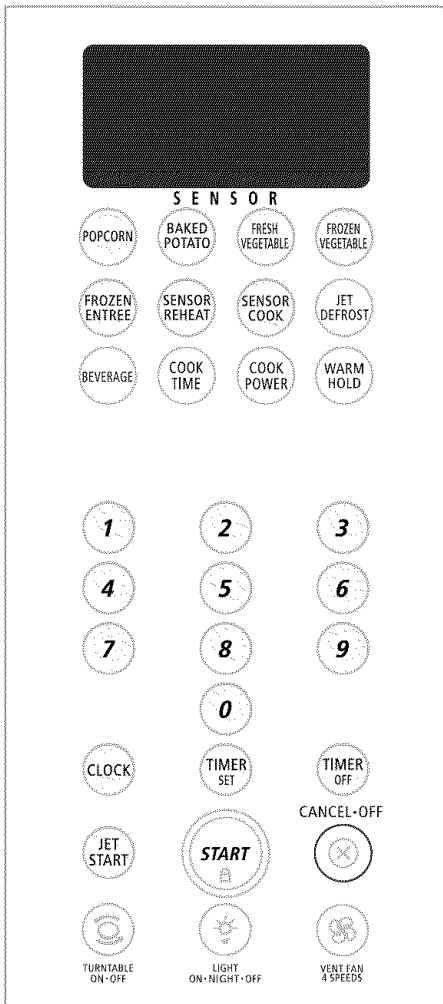 SENSOR
POPCORN
BAKED
POTATO
FRESH
VEGETABLE
FROZEN
VEGETABLE
FROZEN
ENTREE
SENSOR
REHEAT
SENSOR
COOK
JET
DEFROST
BEVERAGE
COOK
TIME
COOK
POWER
WARM
HOLD
1
2
3
4
5
6
7
8
9
0
CLOCK
TIMER
SET
TIMER
OFF
CANCEL•OFF
JET
START
START
TURNTABLE
ON•OFF
LIGHT
ON•NIGHT•OFF
VENT FAN
4 SPEEDS